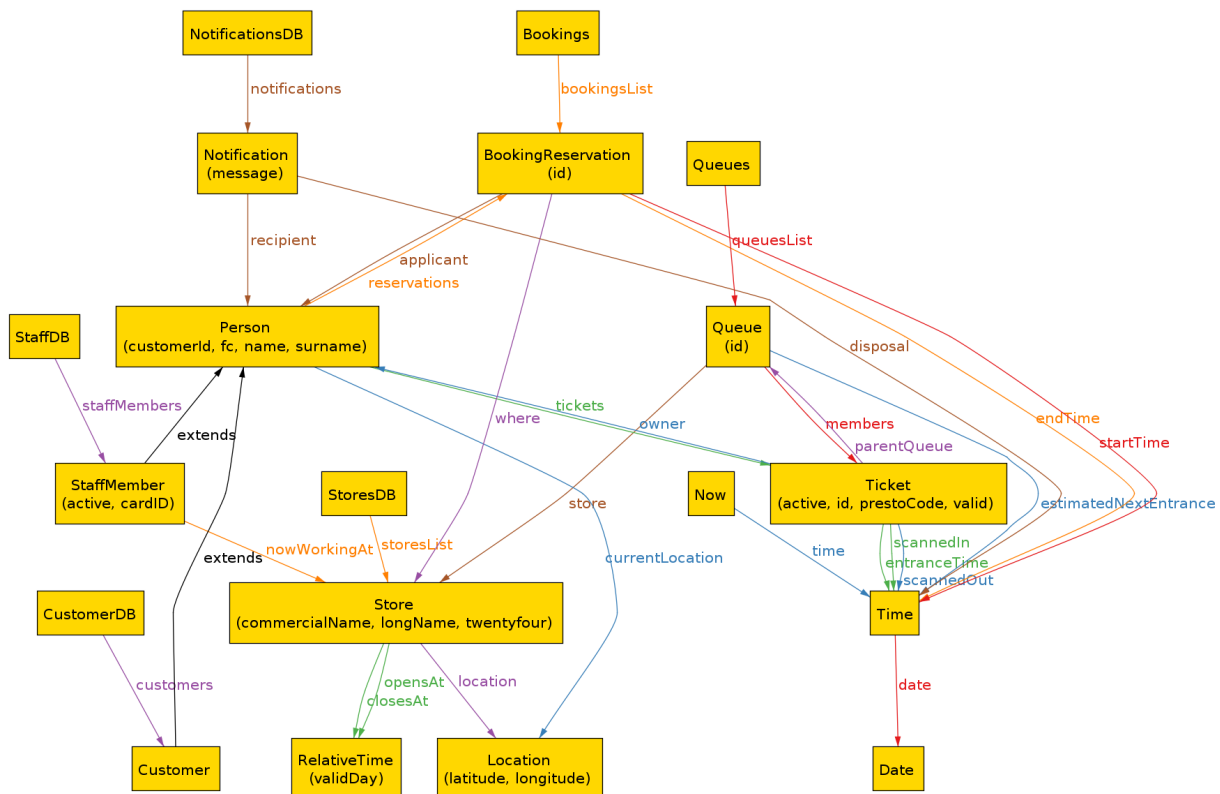 NotificationsDB
Bookings
notifications
bookingsList
Notification
(message)
BookingReservation
(id)
Queues
recipient
applicant
reservations
queuesList
StaffDB
Person
(customerId, fc, name, surname)
Queue
(id)
disposal
staffMembers
extends
tickets
owner
where
members
parentQueue
endTime
startTime
StaffMember
(active, cardID)
StoresDB
Now
Ticket
(active, id, prestoCode, valid)
store
estimatedNextEntrance
extends
nowWorkingAt
storesList
currentLocation
time
scannedIn
entranceTime
scannedOut
CustomerDB
Store
(commercialName, longName, twentyfour)
Time
customers
opensAt
closesAt
location
date
Customer
RelativeTime
(validDay)
Location
(latitude, longitude)
Date